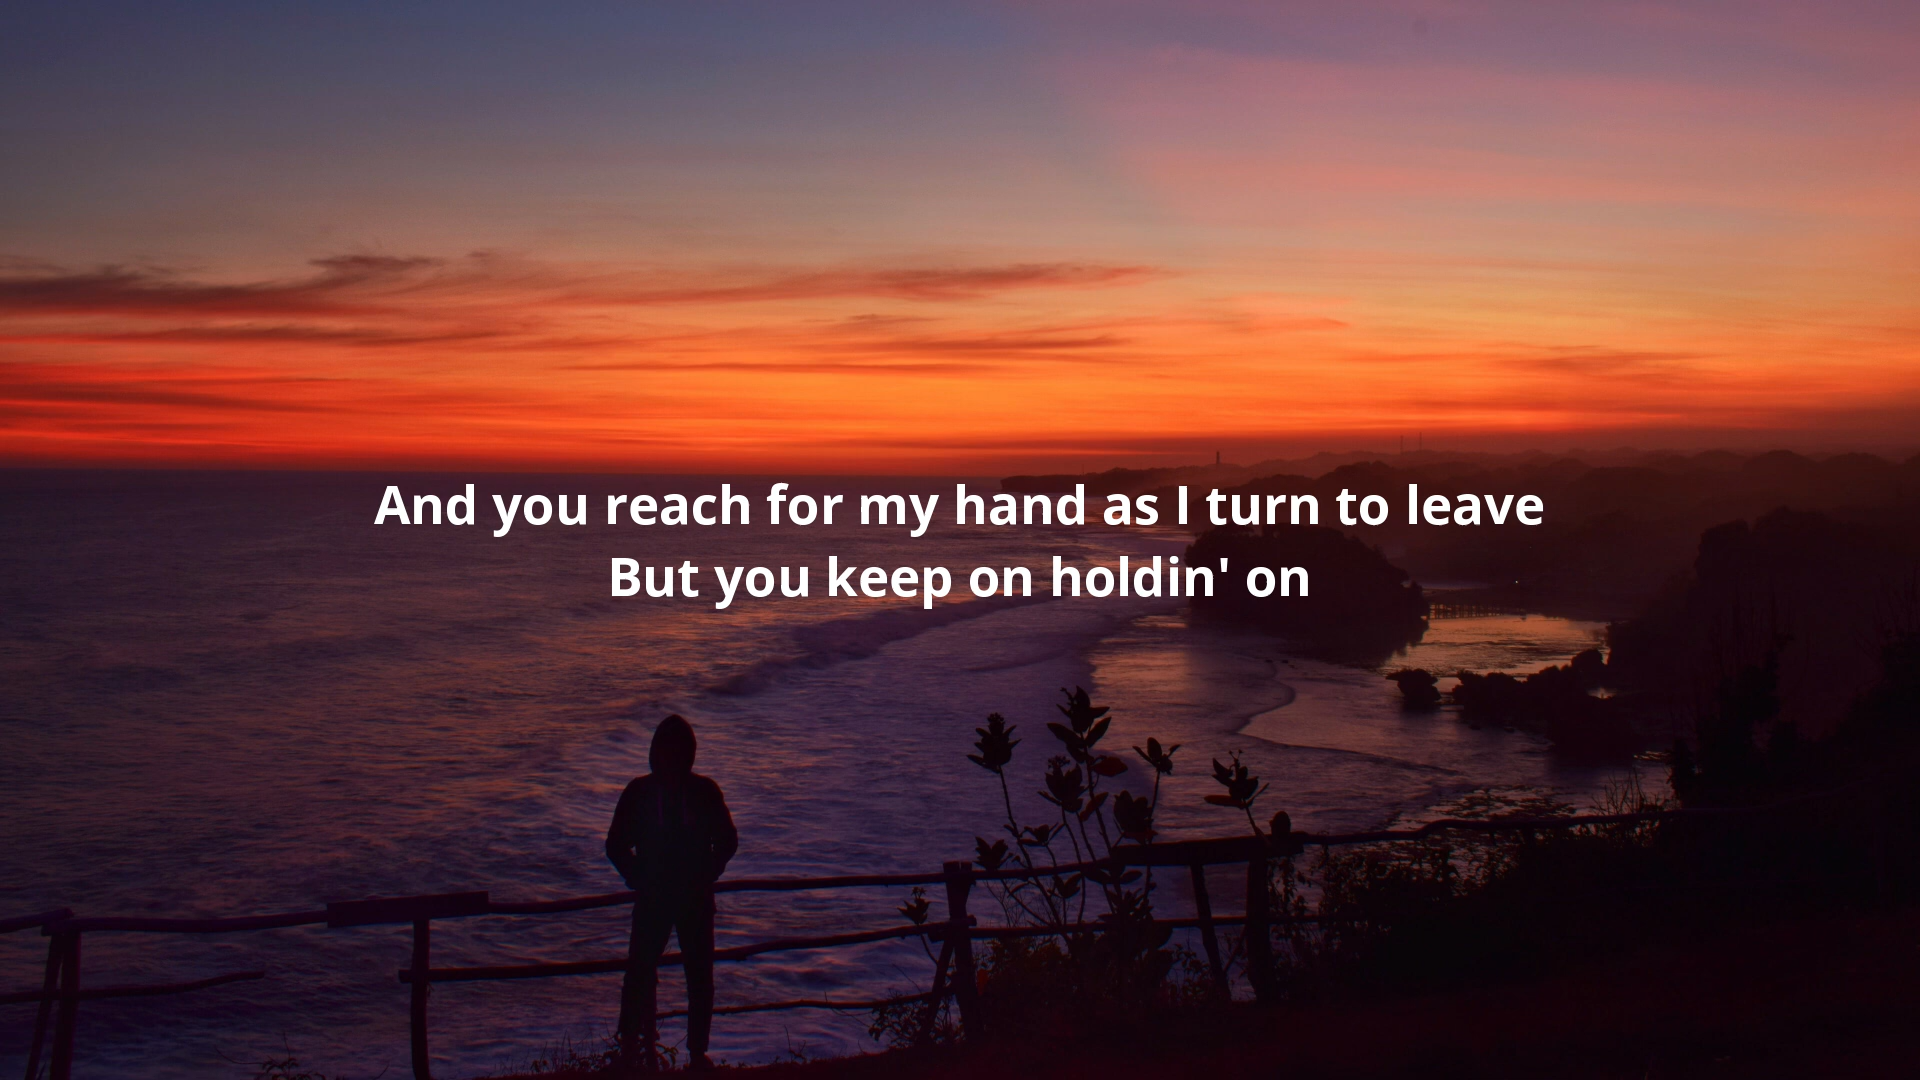 And you reach for my hand as I turn to leave
But you keep on holdin' on